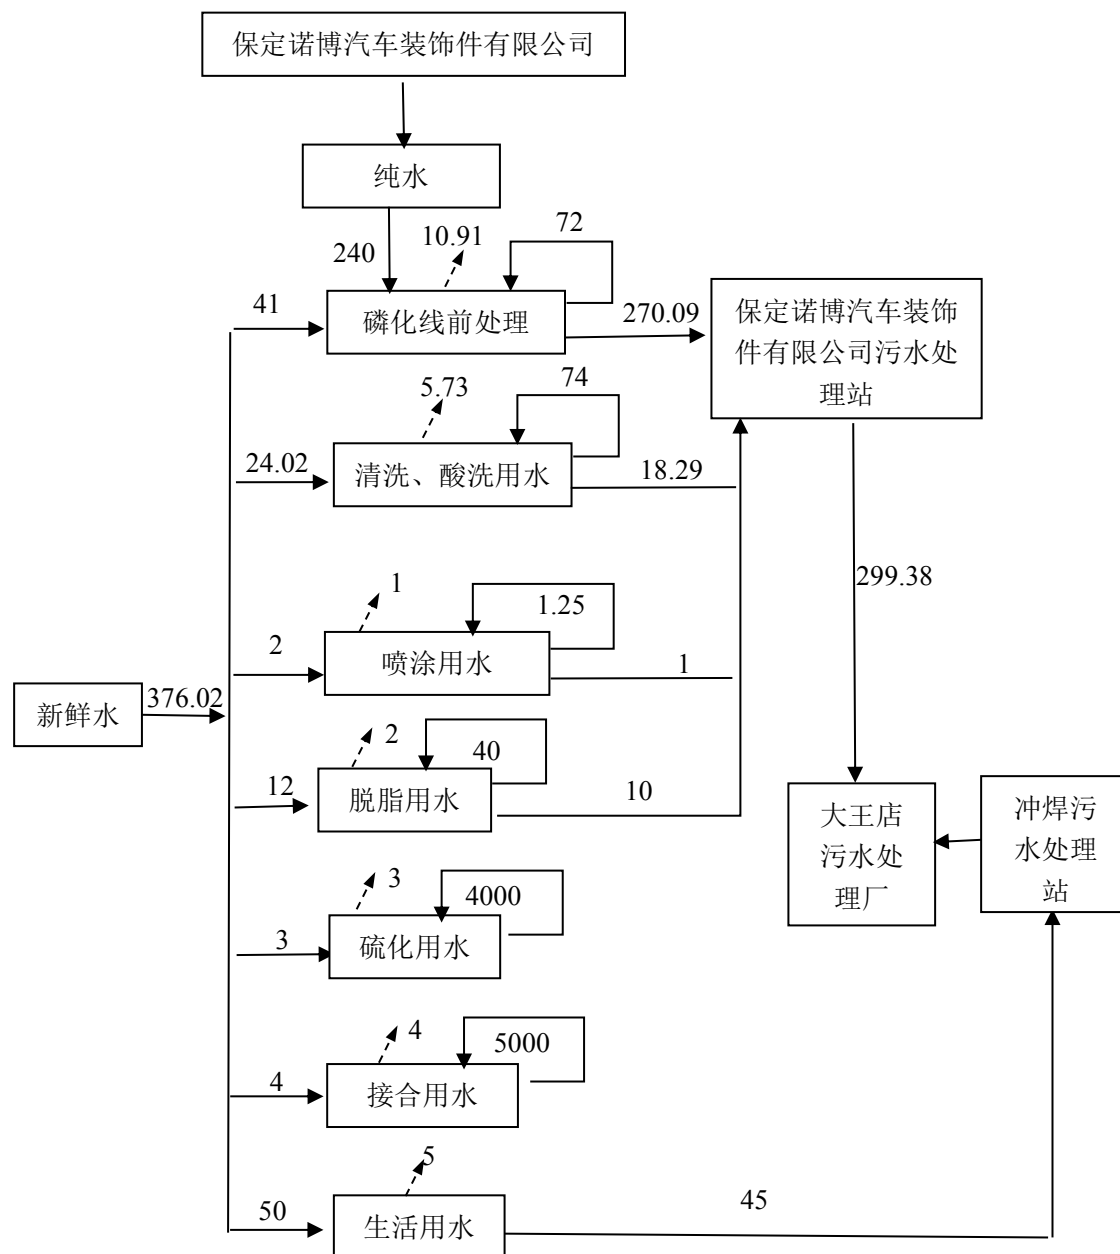 保定诺博汽车装饰件有限公司
纯水
240
10.91
72
41
磷化线前处理
270.09
保定诺博汽车装饰
件有限公司污水处
理站
5.73
74
24.02
清洗、酸洗用水
18.29
1
1.25
2
喷涂用水
1
299.38
新鲜水
376.02
2
40
12
脱脂用水
10
大王店
污水处
理厂
冲焊污
水处理
站
3
4000
3
硫化用水
4
5000
4
接合用水
5
50
生活用水
45